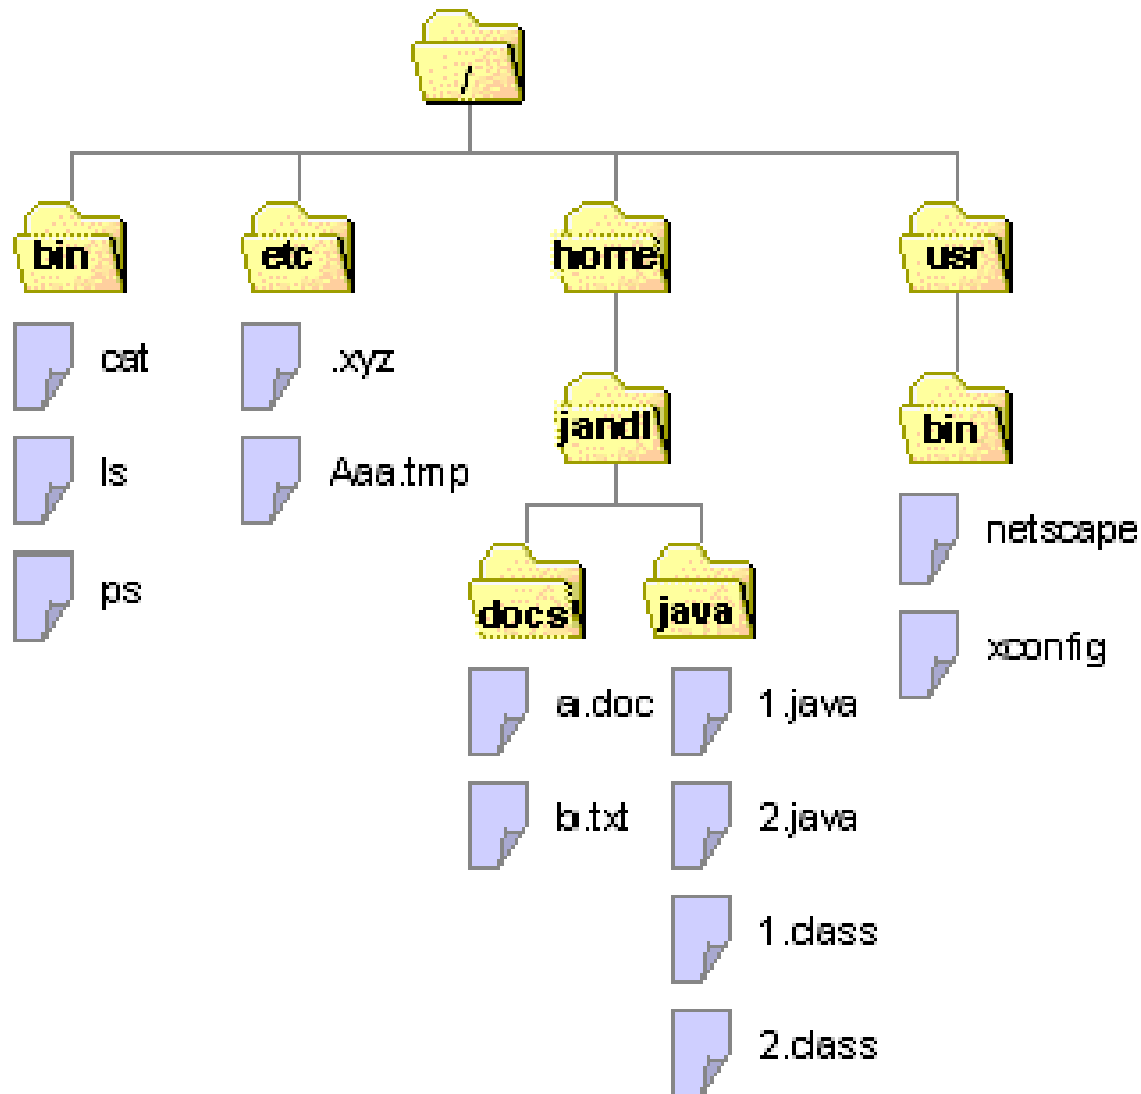 /
bin etc home usr
cat .xyz
jandl bin
ls Aaa.tmp
netscape
ps docs java
xconfig
a.doc 1.java
b.txt 2.java
1.class
2.class